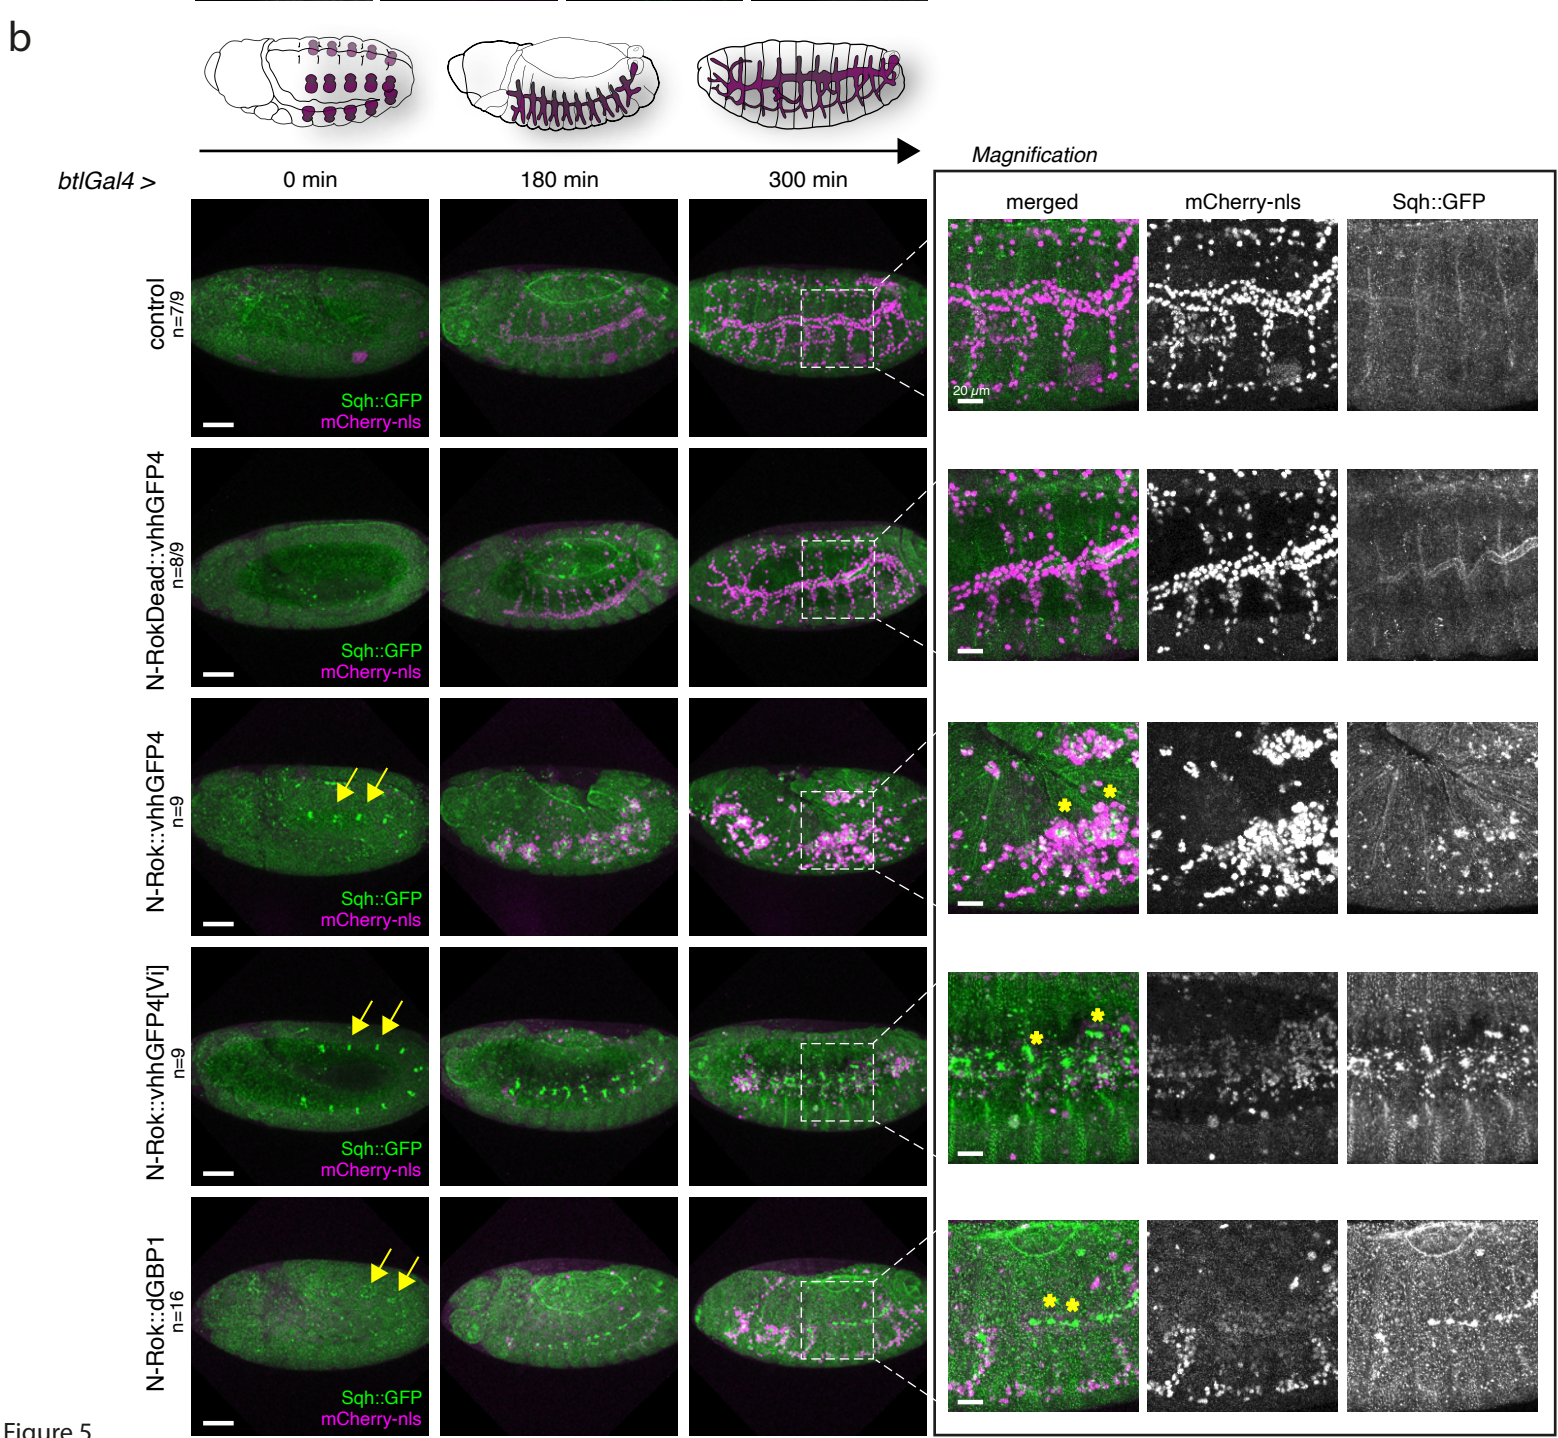 b
Magnification
btlGal4 >
0 min
180 min
300 min
merged
mCherry-nls
Sqh::GFP
control
n=7/9
Sqh::GFP
mCherry-nls
20 µm
N-RokDead::vhhGFP4
n=8/9
Sqh::GFP
mCherry-nls
N-Rok::vhhGFP4
n=9
Sqh::GFP
mCherry-nls
N-Rok::vhhGFP4[Vi]
n=9
Sqh::GFP
mCherry-nls
N-Rok::dGBP1
n=16
Sqh::GFP
mCherry-nls
Figure 5